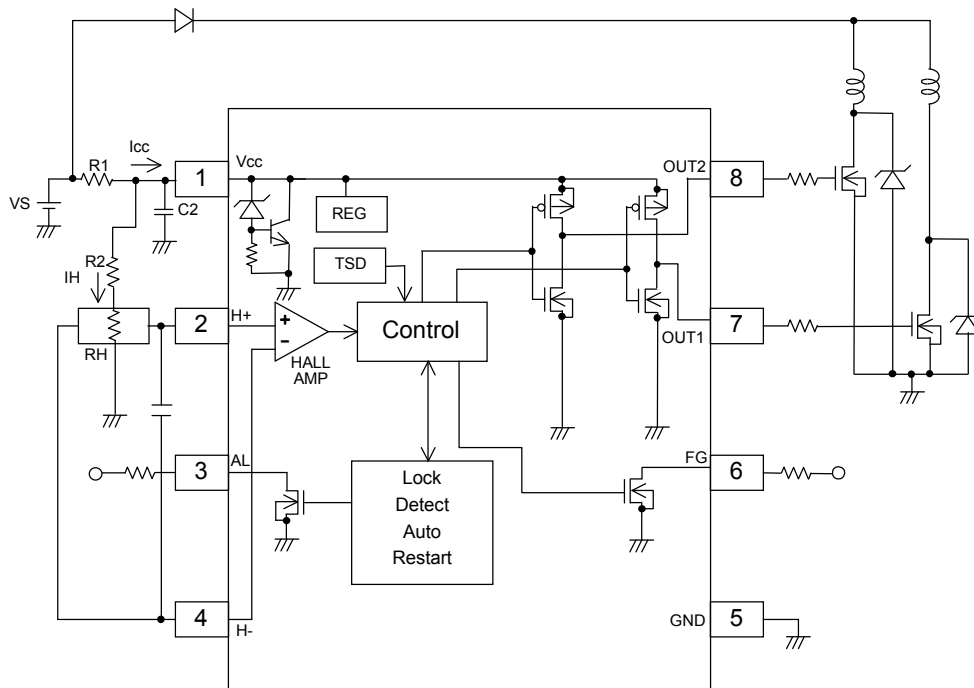 Icc
R1
1
Vcc
OUT2
8
VS
C2
REG
R2
TSD
IH
2
H+
+
−
HALL
AMP
Control
7
OUT1
RH
3
AL
Lock
Detect
Auto
Restart
FG
6
4
H-
GND
5